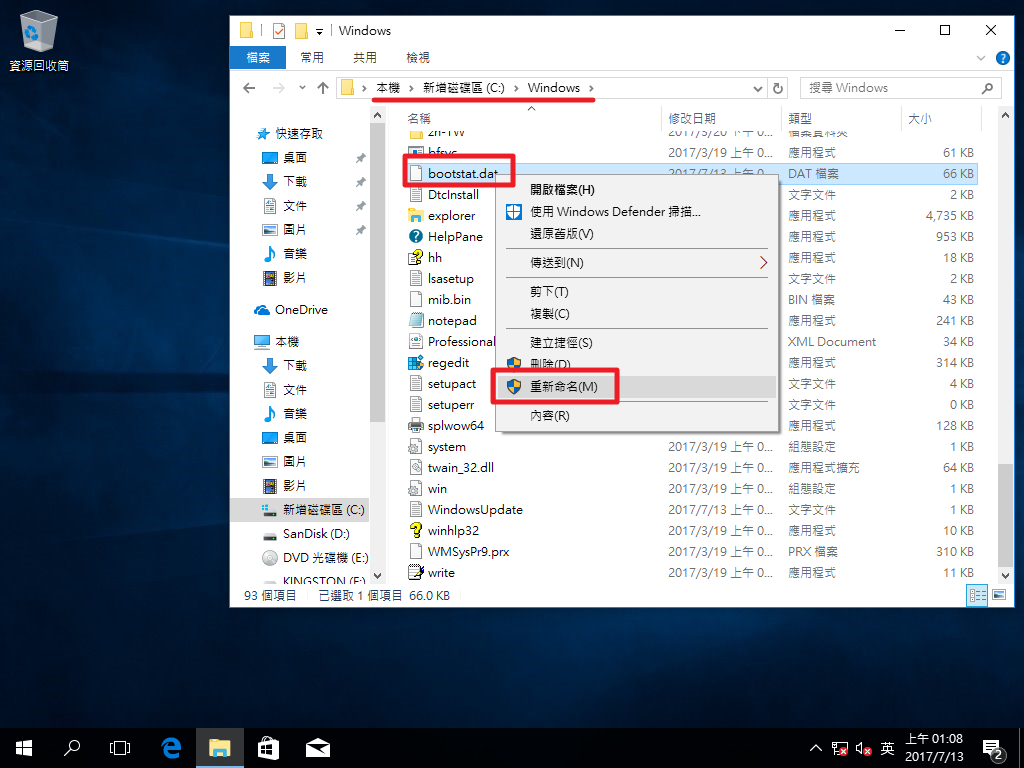 資源回收筒
Windows
檔案 常用 共用 檢視
本機 新增磁碟區 (C:) Windows
搜尋 Windows
名稱 修改日期 類型 大小
快速存取
桌面
下載
文件
圖片
音樂
影片
OneDrive
本機
下載
文件
音樂
桌面
圖片
影片
新增磁碟區 (C:)
SanDisk (D:)
DVD 光碟機 (E:)
KINGSTON (F:)
zh-TW 2017/3/20 下午 0... 檔案資料夾
bfsvc 2017/3/19 上午 0... 應用程式 61 KB
bootstat.dat 2017/7/13 上午 0... DAT 檔案 66 KB
DtcInstall 文字文件 2 KB
explorer 應用程式 4,735 KB
HelpPane 應用程式 953 KB
hh 應用程式 18 KB
lsasetup 文字文件 2 KB
mib.bin BIN 檔案 43 KB
notepad 應用程式 241 KB
Professional XML Document 34 KB
regedit 應用程式 314 KB
setupact 文字文件 4 KB
setuperr 文字文件 0 KB
splwow64 應用程式 128 KB
system 2017/3/19 上午 0... 組態設定 1 KB
twain_32.dll 2017/3/19 上午 0... 應用程式擴充 64 KB
win 2017/3/19 上午 0... 組態設定 1 KB
WindowsUpdate 2017/7/13 上午 0... 文字文件 1 KB
winhlp32 2017/3/19 上午 0... 應用程式 10 KB
WMSysPr9.prx 2017/3/19 上午 0... PRX 檔案 310 KB
write 2017/3/19 上午 0... 應用程式 11 KB
開啟檔案(H)
使用 Windows Defender 掃描...
還原舊版(V)
傳送到(N)
剪下(T)
複製(C)
建立捷徑(S)
刪除(D)
重新命名(M)
內容(R)
93 個項目 已選取 1 個項目 66.0 KB
英
上午 01:08
2017/7/13
2